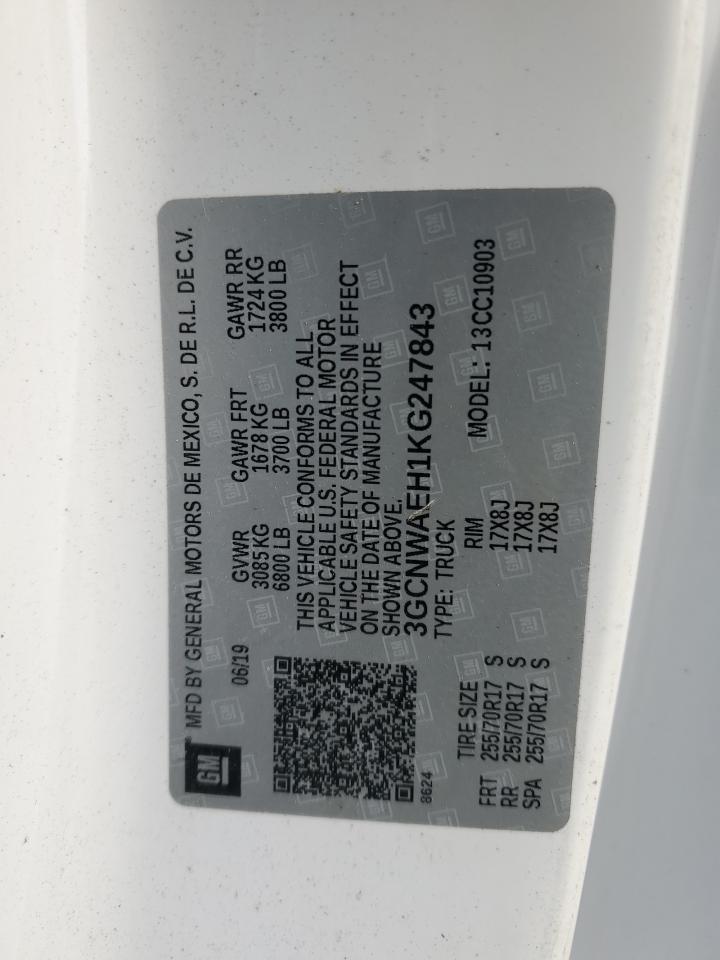 GM
MFD BY GENERAL MOTORS DE MEXICO, S. DE R.L. DE C.V.
06/19
GVWR GAWR FRT GAWR RR
3085 KG 1678 KG 1724 KG
6800 LB 3700 LB 3800 LB
THIS VEHICLE CONFORMS TO ALL
APPLICABLE U.S. FEDERAL MOTOR
VEHICLE SAFETY STANDARDS IN EFFECT
ON THE DATE OF MANUFACTURE
SHOWN ABOVE.
3GCNWAEH1KG247843
8624
TYPE: TRUCK MODEL: 13CC10903
TIRE SIZE RIM
FRT 255/70R17 S 17X8J
RR 255/70R17 S 17X8J
SPA 255/70R17 S 17X8J